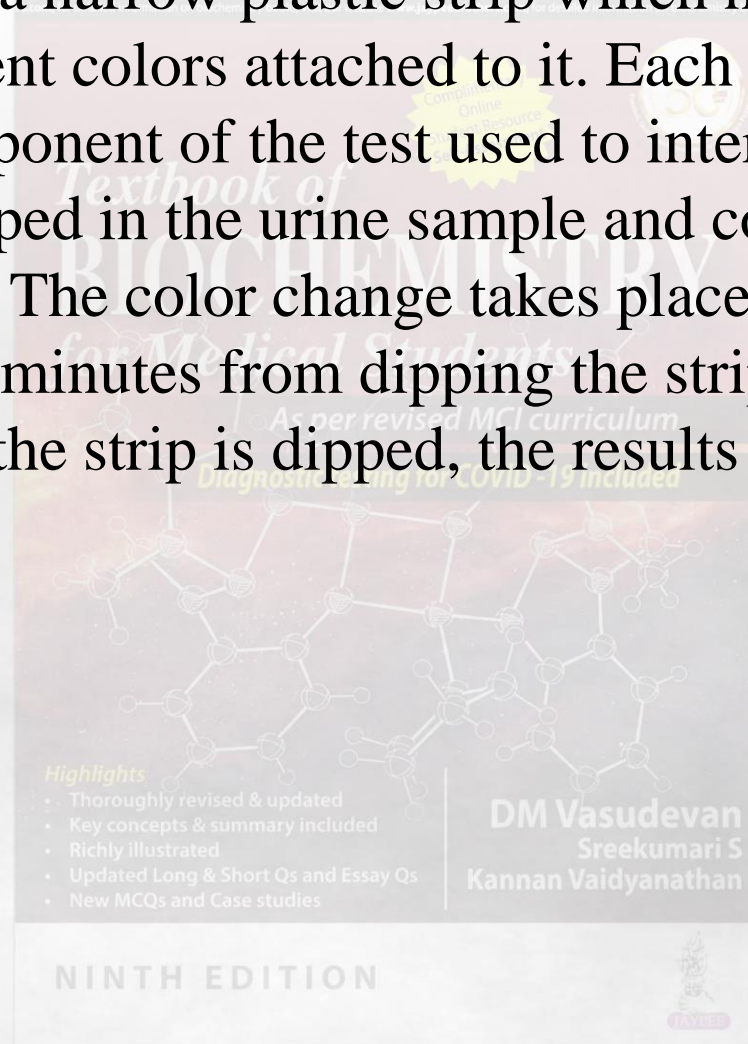 a narrow plastic strip which
ent colors attached to it. Each
ponent of the test used to inter
ped in the urine sample and co
The color change takes place
minutes from dipping the strip
the strip is dipped, the results
Complimentary
Online
Student Resource
Textbook of
BIOCHEMISTRY
for Medical Students
As per revised MCI curriculum
Diagnostic testing for COVID-19 included
Highlights
• Thoroughly revised & updated
• Key concepts & summary included
• Richly illustrated
• Updated Long & Short Qs and Essay Qs
• New MCQs and Case studies
DM Vasudevan
Sreekumari S
Kannan Vaidyanathan
NINTH EDITION
JAYPEE